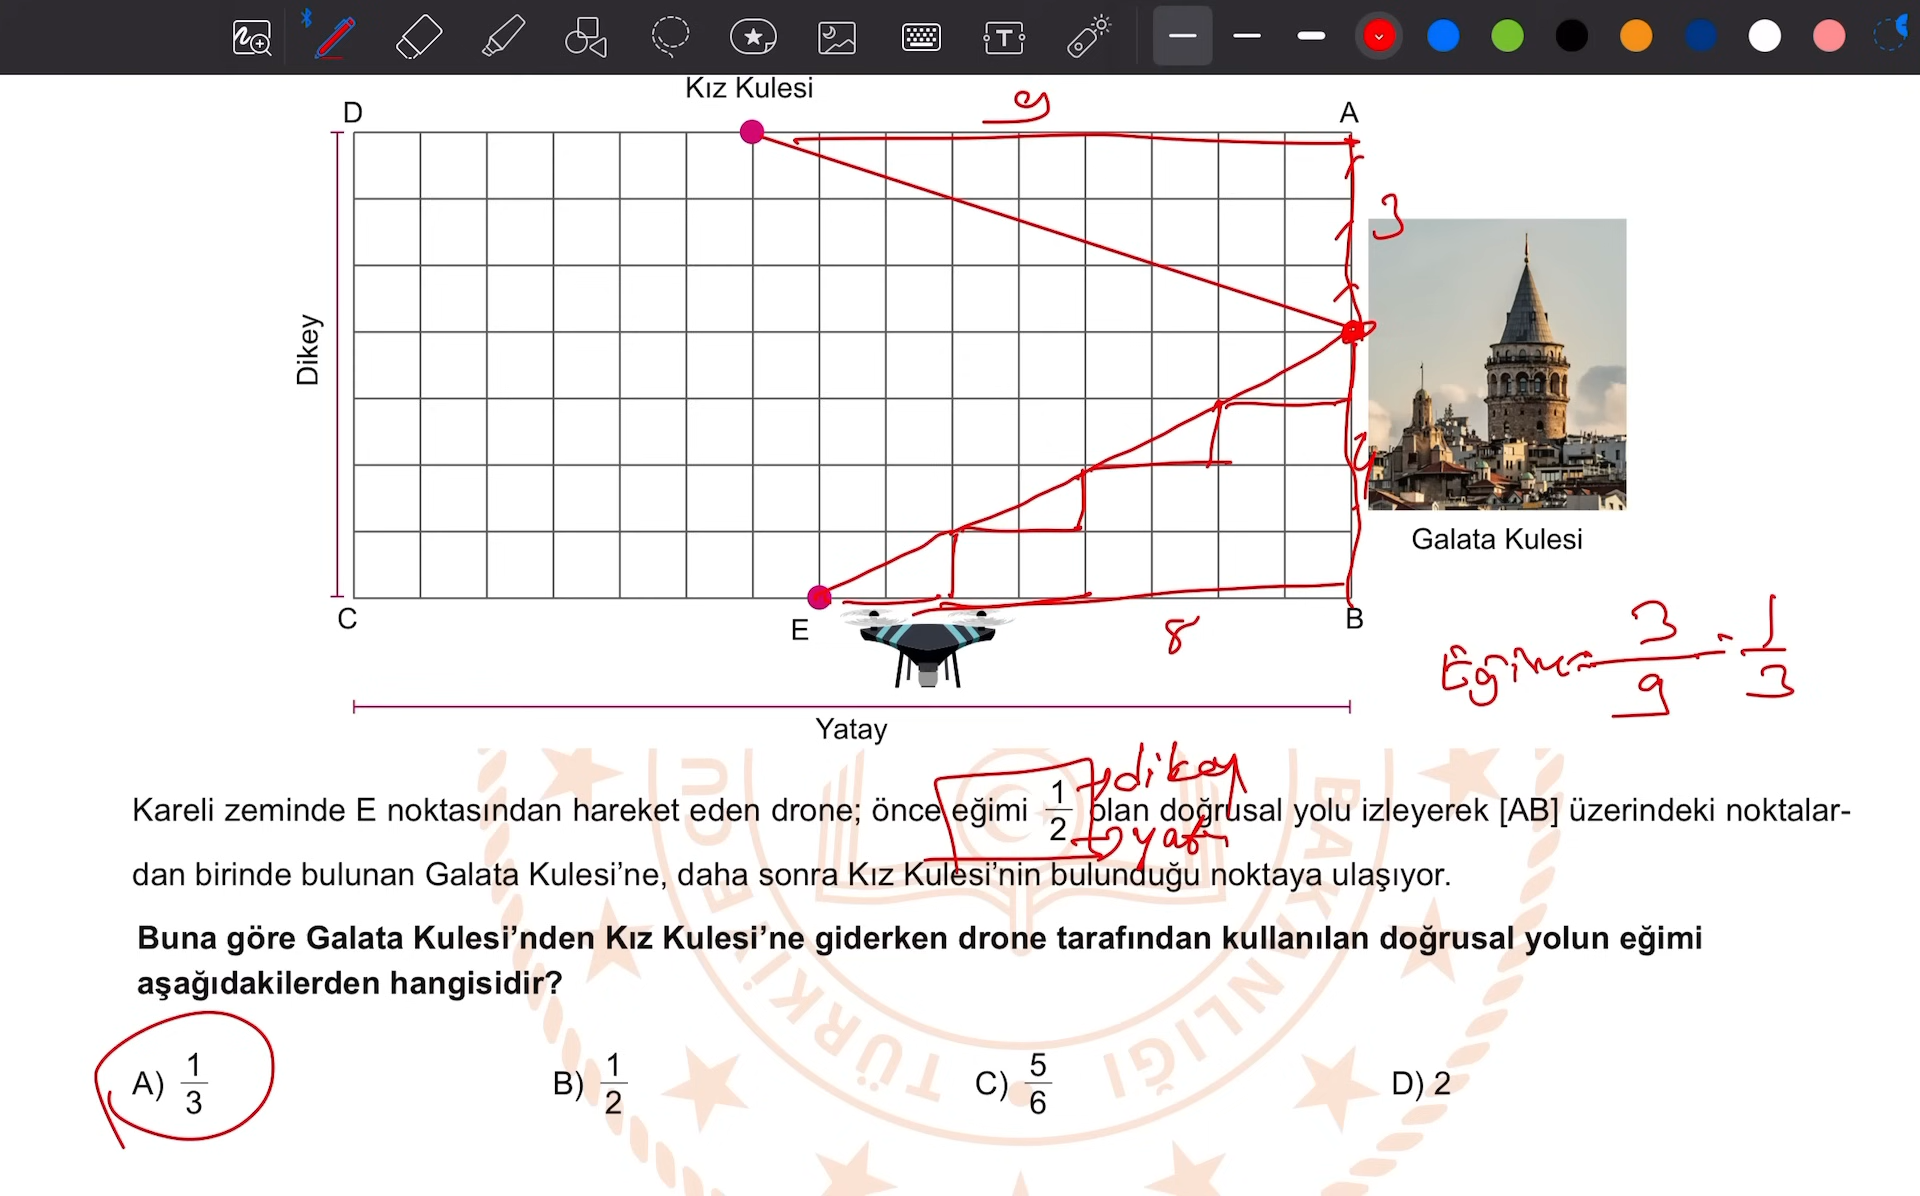 Kız Kulesi
9
D
A
3
Dikey
4
Galata Kulesi
C
E
B
8
Eğim = 3/9 = 1/3
Yatay
dikey
Kareli zeminde E noktasından hareket eden drone; önce eğimi 1/2 olan doğrusal yolu izleyerek [AB] üzerindeki noktalar-
dan birinde bulunan Galata Kulesi’ne, daha sonra Kız Kulesi’nin bulunduğu noktaya ulaşıyor.
Buna göre Galata Kulesi’nden Kız Kulesi’ne giderken drone tarafından kullanılan doğrusal yolun eğimi
aşağıdakilerden hangisidir?
A) 1/3
B) 1/2
C) 5/6
D) 2
TÜRKİY
BAKANLIĞI